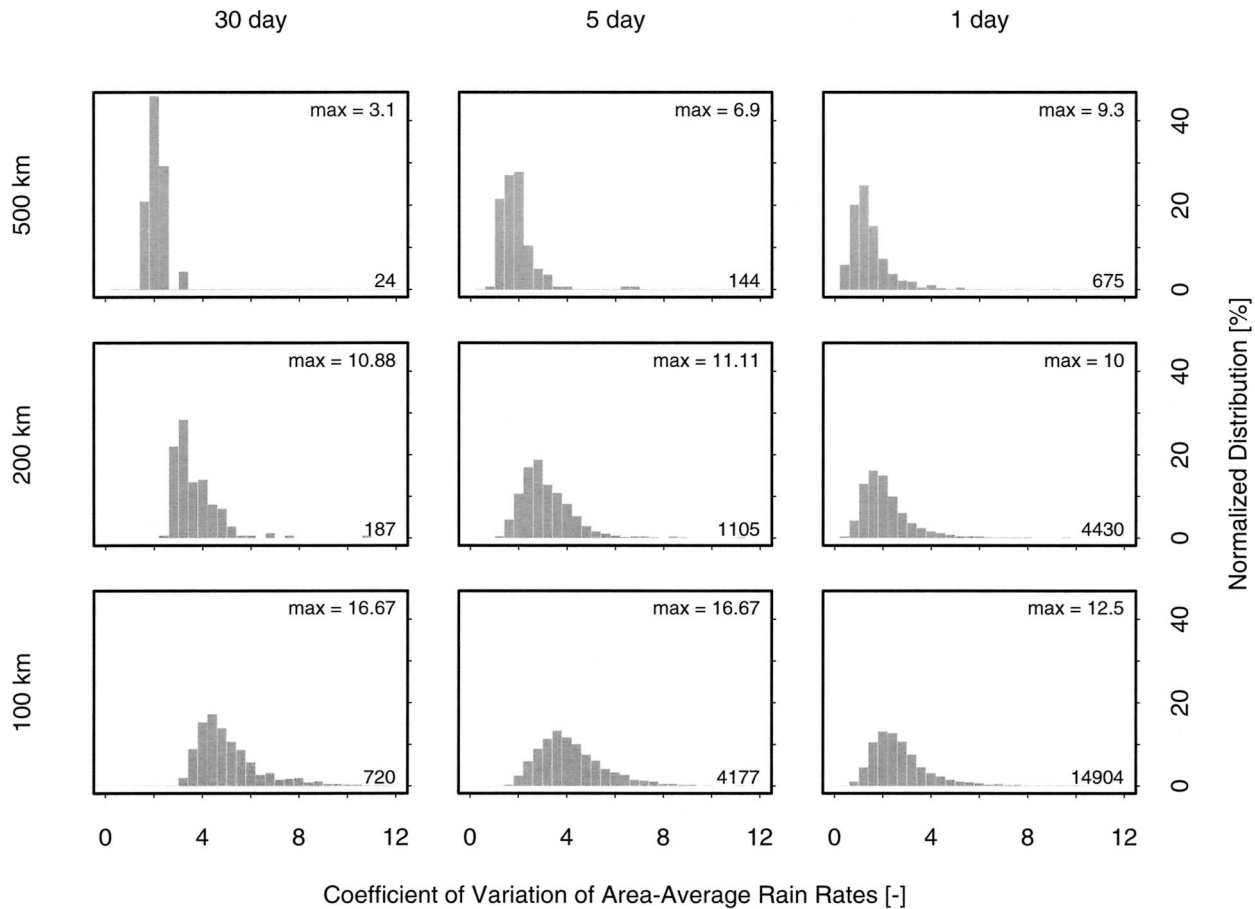 30 day 5 day 1 day
500 km
max = 3.1
24
max = 6.9
144
max = 9.3
675
0 20 40
200 km
max = 10.88
187
max = 11.11
1105
max = 10
4430
0 20 40
100 km
max = 16.67
720
max = 16.67
4177
max = 12.5
14904
0 20 40
Normalized Distribution [%]
0 4 8 12 0 4 8 12 0 4 8 12
Coefficient of Variation of Area-Average Rain Rates [-]